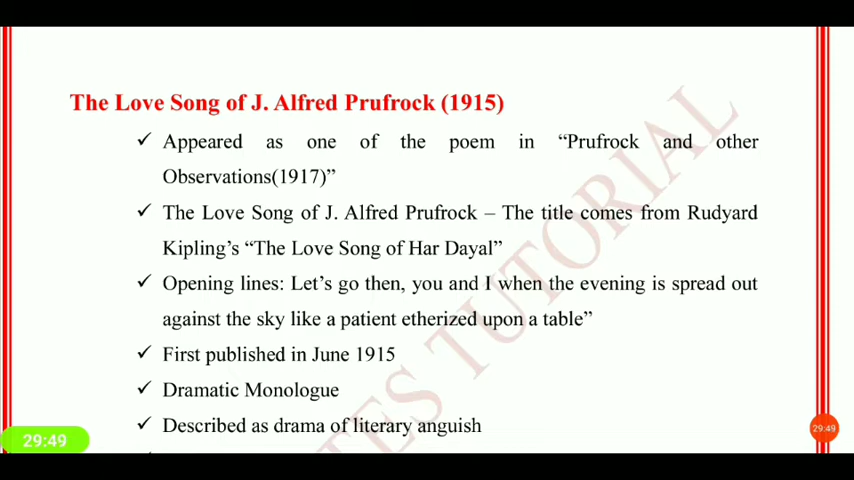 The Love Song of J. Alfred Prufrock (1915)
✓ Appeared as one of the poem in “Prufrock and other
Observations(1917)”
✓ The Love Song of J. Alfred Prufrock – The title comes from Rudyard
Kipling’s “The Love Song of Har Dayal”
✓ Opening lines: Let’s go then, you and I when the evening is spread out
against the sky like a patient etherized upon a table”
✓ First published in June 1915
✓ Dramatic Monologue
✓ Described as drama of literary anguish
TUTORIAL
29:49
29:49